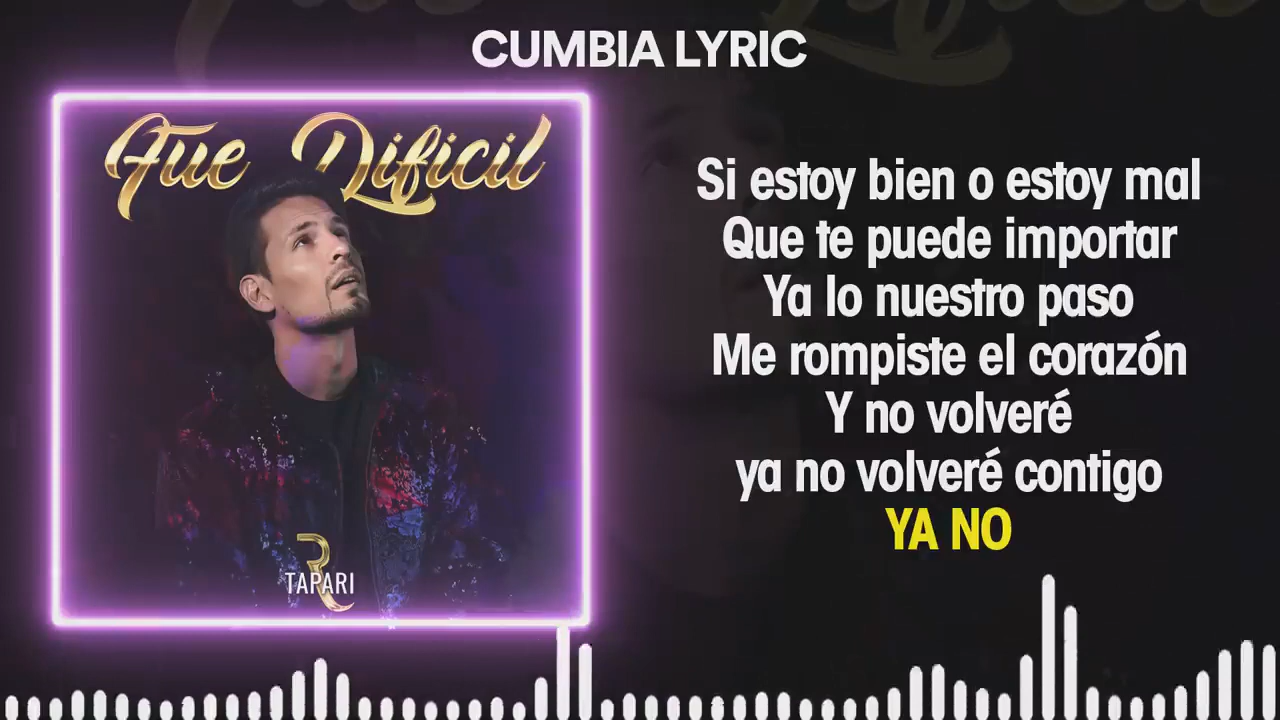 CUMBIA LYRIC
Fue Dificil
R
TAPARI
Si estoy bien o estoy mal
Que te puede importar
Ya lo nuestro paso
Me rompiste el corazón
Y no volveré
ya no volveré contigo
YA NO